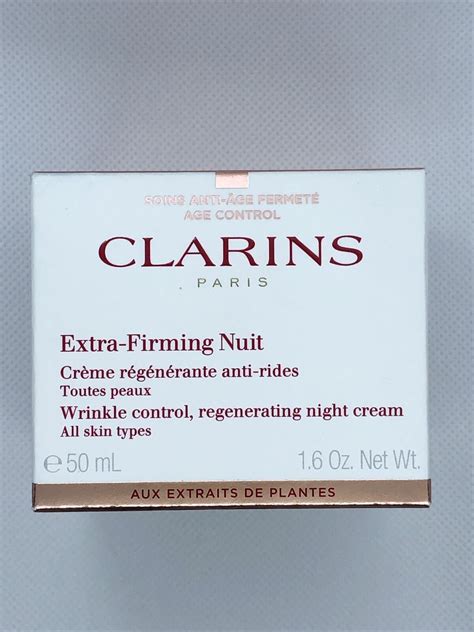 SOINS ANTI-ÂGE FERMETÉ
AGE CONTROL
CLARINS
PARIS
Extra-Firming Nuit
Crème régénérante anti-rides
Toutes peaux
Wrinkle control, regenerating night cream
All skin types
℮ 50 mL 1.6 Oz. Net Wt.
AUX EXTRAITS DE PLANTES